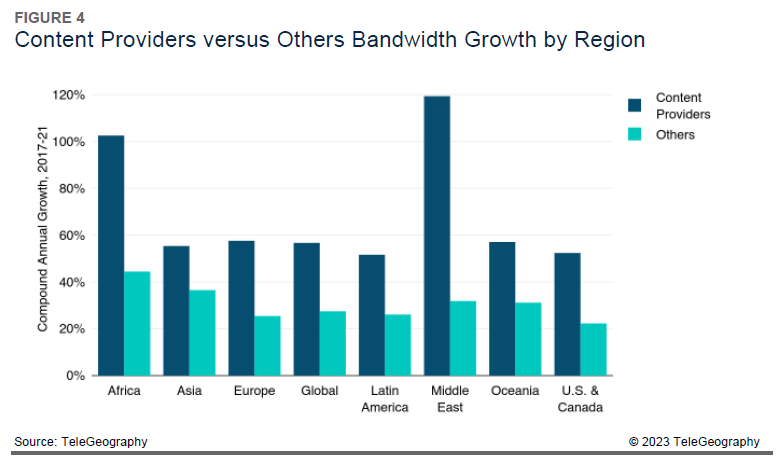 FIGURE 4
Content Providers versus Others Bandwidth Growth by Region
Compound Annual Growth, 2017-21
120%
100%
80%
60%
40%
20%
0%
Content
Providers
Others
Africa
Asia
Europe
Global
Latin
America
Middle
East
Oceania
U.S. &
Canada
Source: TeleGeography
© 2023 TeleGeography